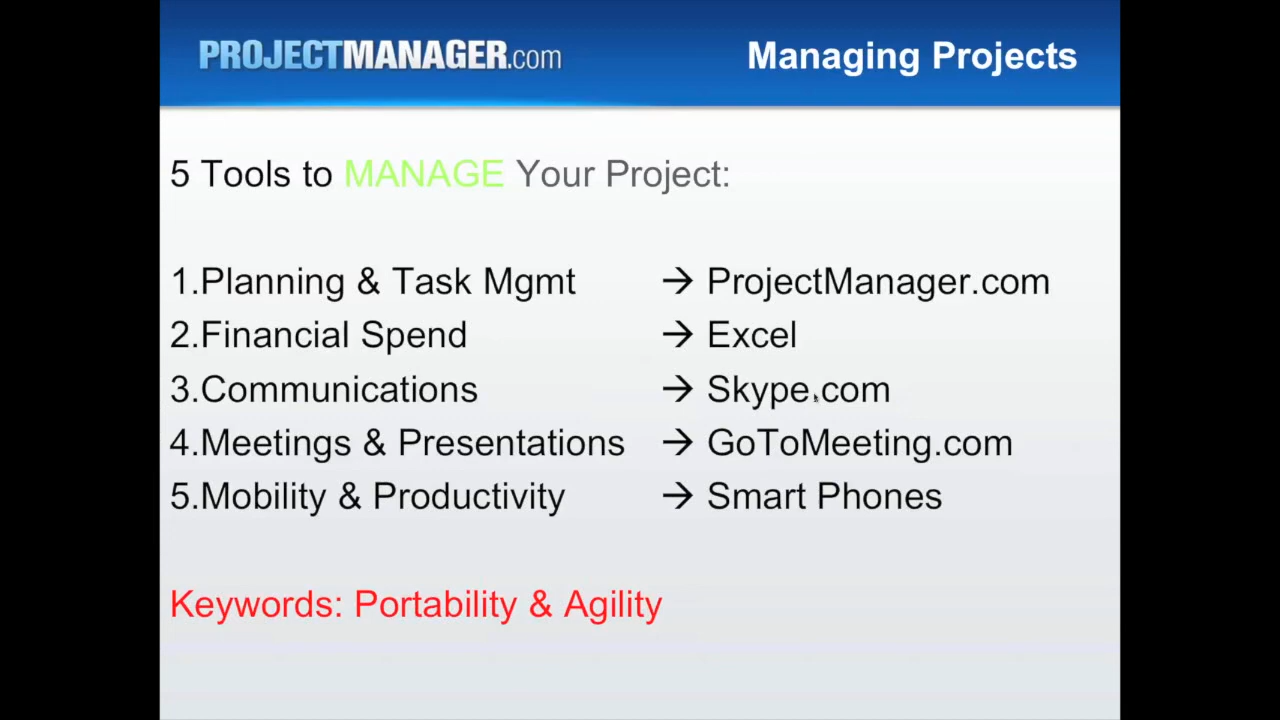 PROJECTMANAGER.com
Managing Projects
5 Tools to MANAGE Your Project:
1.Planning & Task Mgmt → ProjectManager.com
2.Financial Spend → Excel
3.Communications → Skype.com
4.Meetings & Presentations → GoToMeeting.com
5.Mobility & Productivity → Smart Phones
Keywords: Portability & Agility